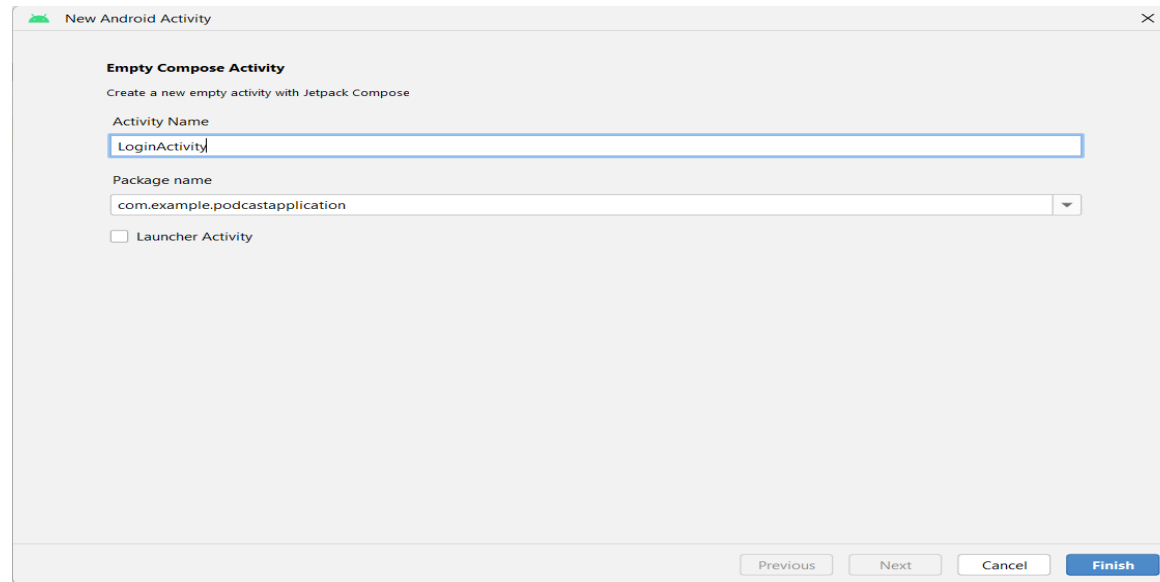 New Android Activity
Empty Compose Activity
Create a new empty activity with Jetpack Compose
Activity Name
LoginActivity
Package name
com.example.podcastapplication
Launcher Activity
Previous Next Cancel Finish